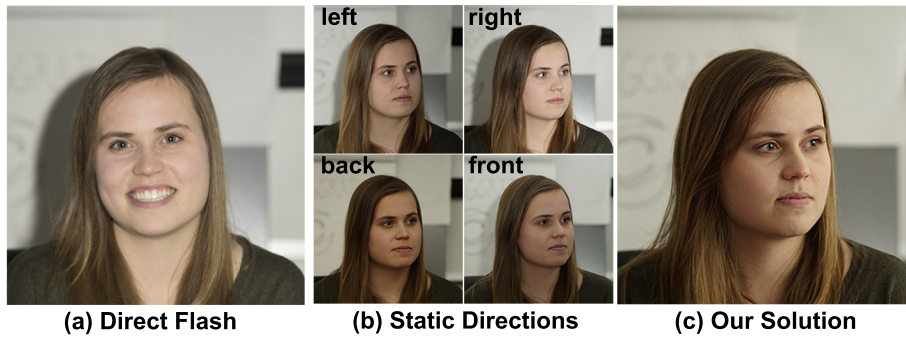 left right
back front
(a) Direct Flash (b) Static Directions (c) Our Solution